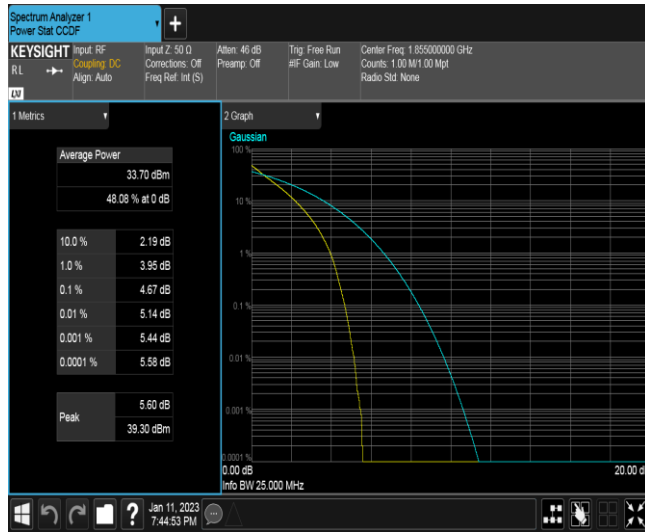 Spectrum Analyzer 1
Power Stat CCDF
+
KEYSIGHT
RL
Input: RF
Coupling: DC
Align: Auto
Input Z: 50 Ω
Corrections: Off
Freq Ref: Int (S)
Atten: 46 dB
Preamp: Off
Trig: Free Run
#IF Gain: Low
Center Freq: 1.855000000 GHz
Counts: 1.00 M/1.00 Mpt
Radio Std: None
1 Metrics
Average Power
33.70 dBm
48.08 % at 0 dB
10.0 % 2.19 dB
1.0 % 3.95 dB
0.1 % 4.67 dB
0.01 % 5.14 dB
0.001 % 5.44 dB
0.0001 % 5.58 dB
Peak
5.60 dB
39.30 dBm
2 Graph
Gaussian
100 %
10 %
1 %
0.1 %
0.01 %
0.001 %
0.0001 %
0.00 dB
20.00 d
Info BW 25.000 MHz
?
Jan 11, 2023
7:44:53 PM